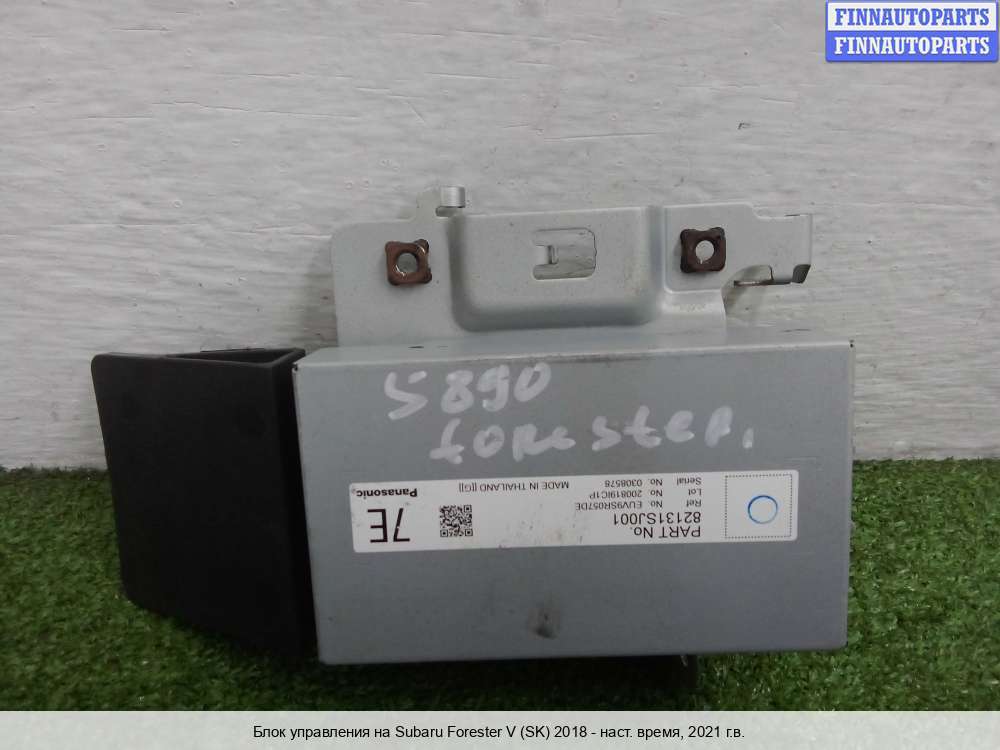 FINNAUTOPARTS
FINNAUTOPARTS
5890
forester.
PART No.
82131SJ001
Ref No. EUV9SR057DE
Lot No. 200819IC1P
Serial No. 0308578
MADE IN THAILAND [[G]]
Panasonic
7E
Блок управления на Subaru Forester V (SK) 2018 - наст. время, 2021 г.в.